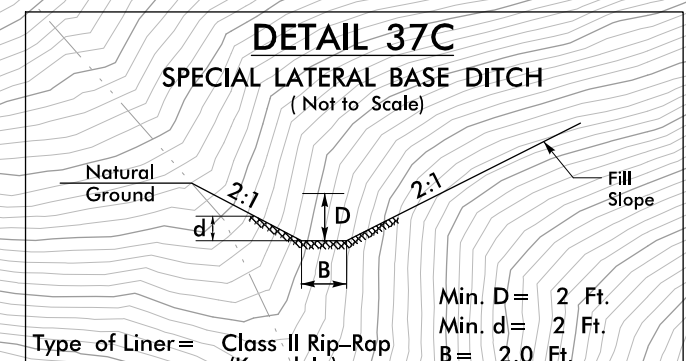 DETAIL 37C
SPECIAL LATERAL BASE DITCH
( Not to Scale)
Natural
Ground
2:1
2:1
D
d
B
Fill
Slope
Min. D= 2 Ft.
Min. d= 2 Ft.
Type of Liner= Class II Rip-Rap
B= 2.0 Ft.